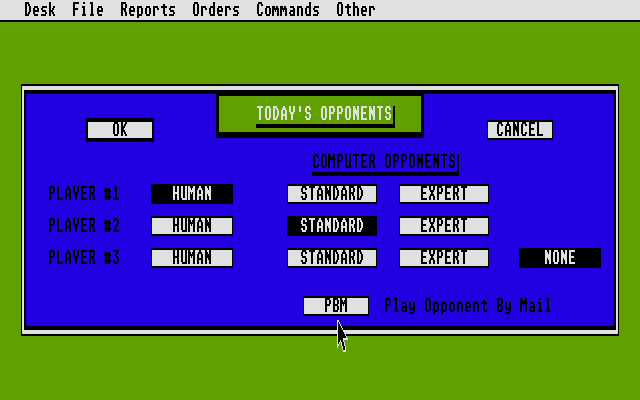 Desk File Reports Orders Commands Other
TODAY'S OPPONENTS
OK CANCEL
COMPUTER OPPONENTS
PLAYER #1 HUMAN STANDARD EXPERT
PLAYER #2 HUMAN STANDARD EXPERT
PLAYER #3 HUMAN STANDARD EXPERT NONE
PBM Play Opponent By Mail